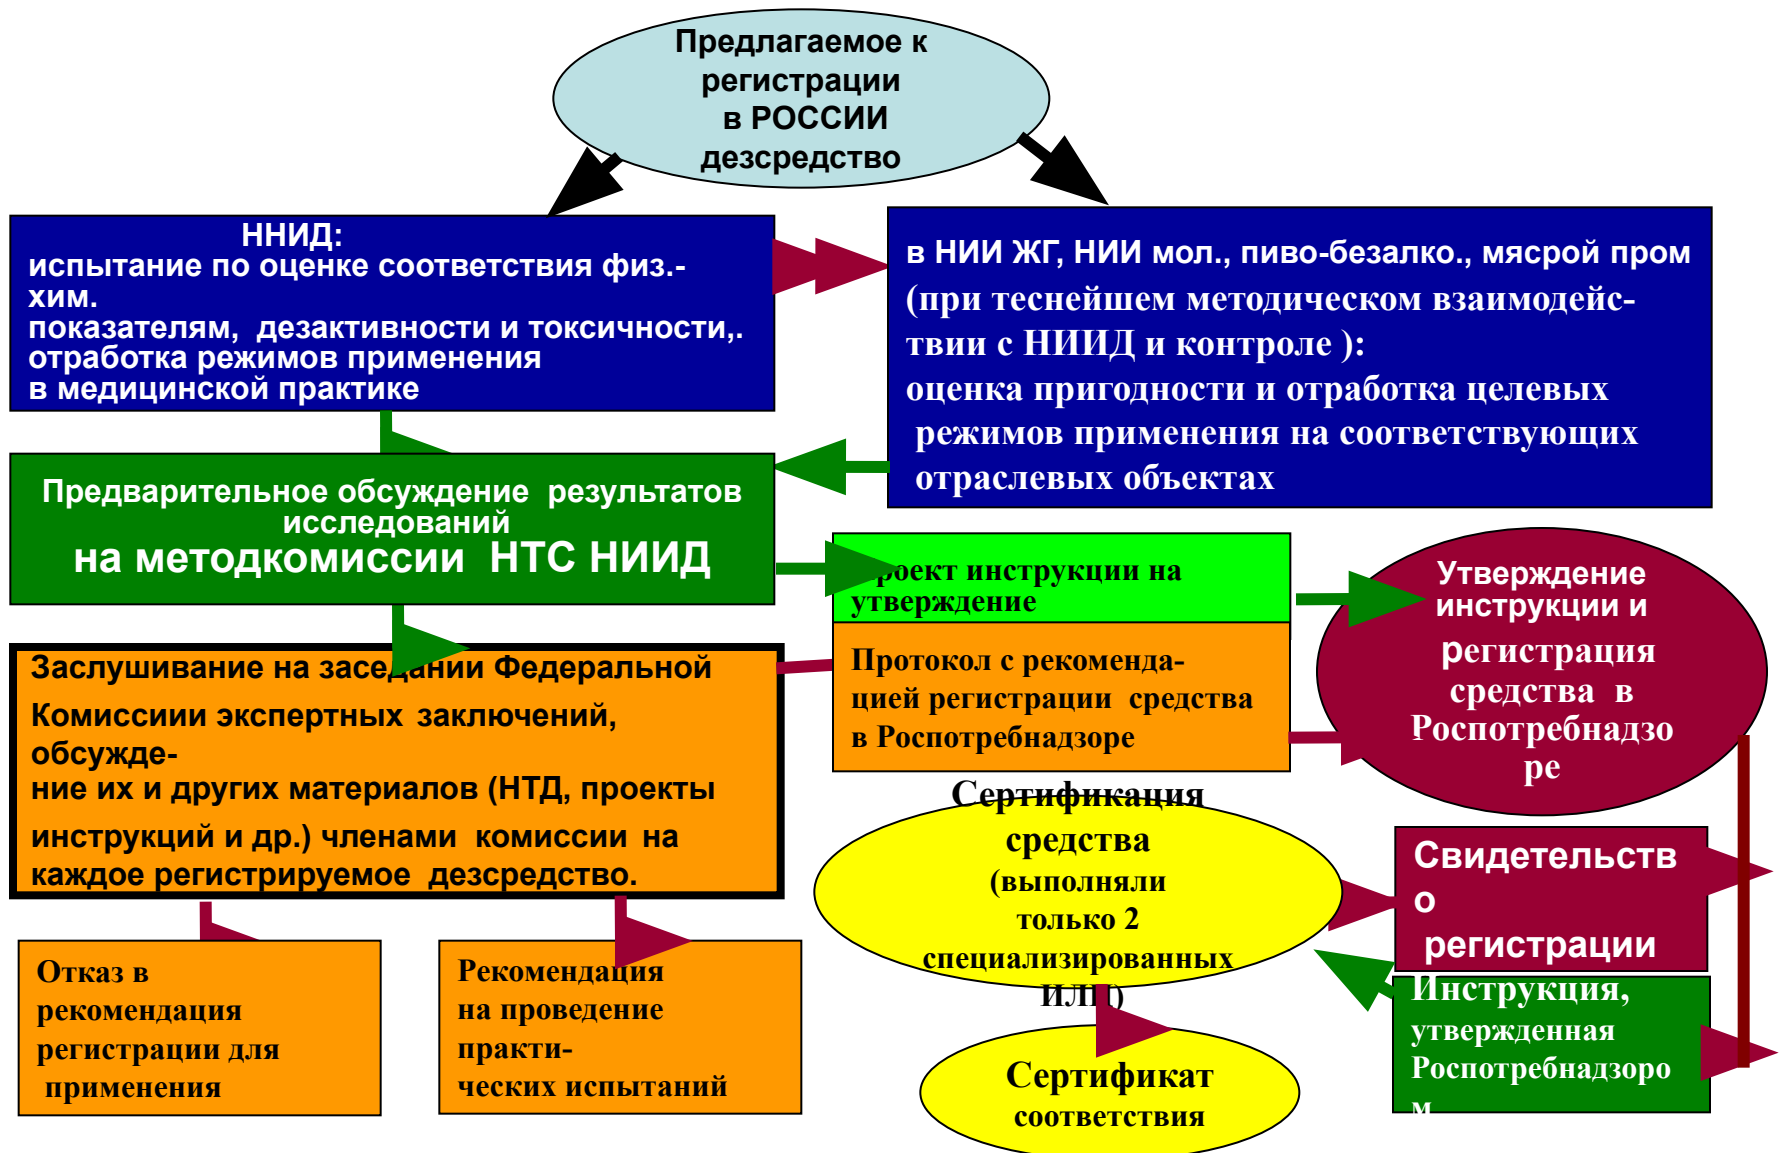 Предлагаемое к
регистрации
в РОССИИ
дезсредство
ННИД:
испытание по оценке соответствия физ.-
хим.
показателям, дезактивности и токсичности,.
отработка режимов применения
в медицинской практике
в НИИ ЖГ, НИИ мол., пиво-безалко., мясрой пром
(при теснейшем методическом взаимодейс-
твии с НИИД и контроле ):
оценка пригодности и отработка целевых
режимов применения на соответствующих
отраслевых объектах
Предварительное обсуждение результатов
исследований
на методкомиссии НТС НИИД
Проект инструкции на
утверждение
Утверждение
инструкции и
регистрация
средства в
Роспотребнадзо
ре
Заслушивание на заседании Федеральной
Комиссиии экспертных заключений,
обсужде-
ние их и других материалов (НТД, проекты
инструкций и др.) членами комиссии на
каждое регистрируемое дезсредство.
Протокол с рекоменда-
цией регистрации средства
в Роспотребнадзоре
Сертификация
средства
(выполняли
только 2
специализированных
ИЛЦ)
Свидетельств
о
регистрации
Инструкция,
утвержденная
Роспотребнадзоро
м
Отказ в
рекомендация
регистрации для
применения
Рекомендация
на проведение
практи-
ческих испытаний
Сертификат
соответствия